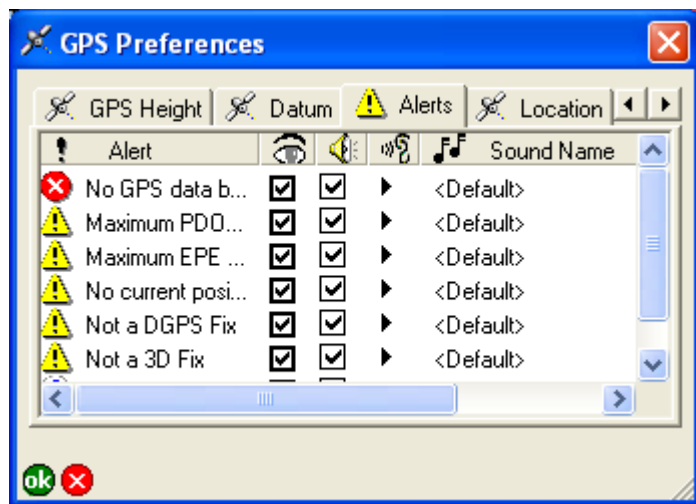 GPS Preferences
GPS Height Datum Alerts Location
Alert Sound Name
No GPS data b... <Default>
Maximum PDO... <Default>
Maximum EPE ... <Default>
No current posi... <Default>
Not a DGPS Fix <Default>
Not a 3D Fix <Default>
ok